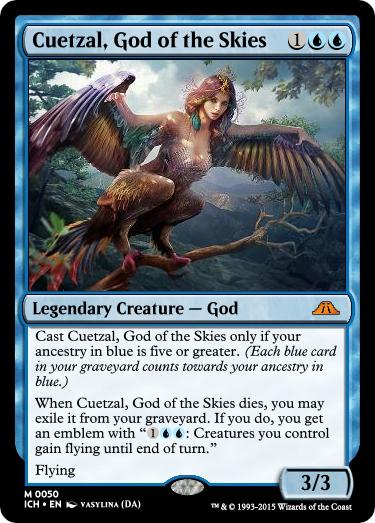 Cuetzal, God of the Skies 1
Legendary Creature — God
Cast Cuetzal, God of the Skies only if your
ancestry in blue is five or greater. (Each blue card
in your graveyard counts towards your ancestry in
blue.)
When Cuetzal, God of the Skies dies, you may
exile it from your graveyard. If you do, you get
an emblem with “1: Creatures you control
gain flying until end of turn.”
Flying
3/3
M 0050
ICH • EN YASYLINA (DA)
™ & © 1993-2015 Wizards of the Coast